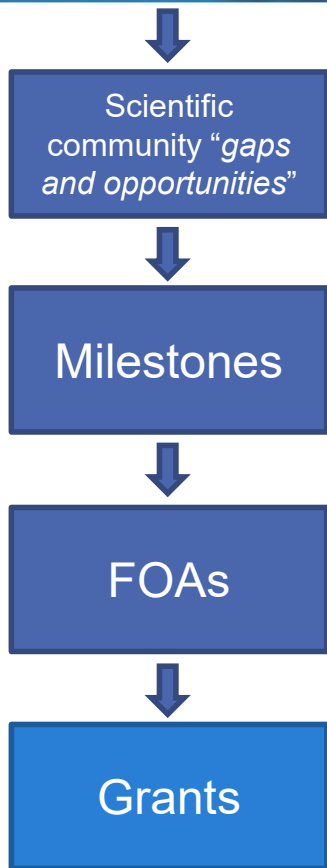 Scientific
community “gaps
and opportunities”
Milestones
FOAs
Grants